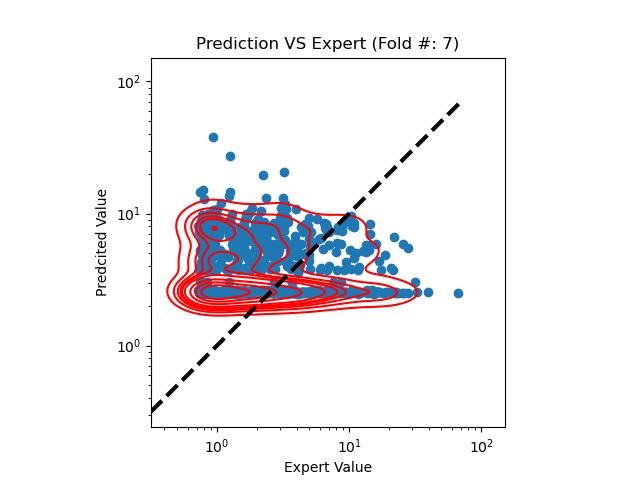 Prediction VS Expert (Fold #: 7)
10²
10¹
10⁰
Predcited Value
10⁰ 10¹ 10²
Expert Value